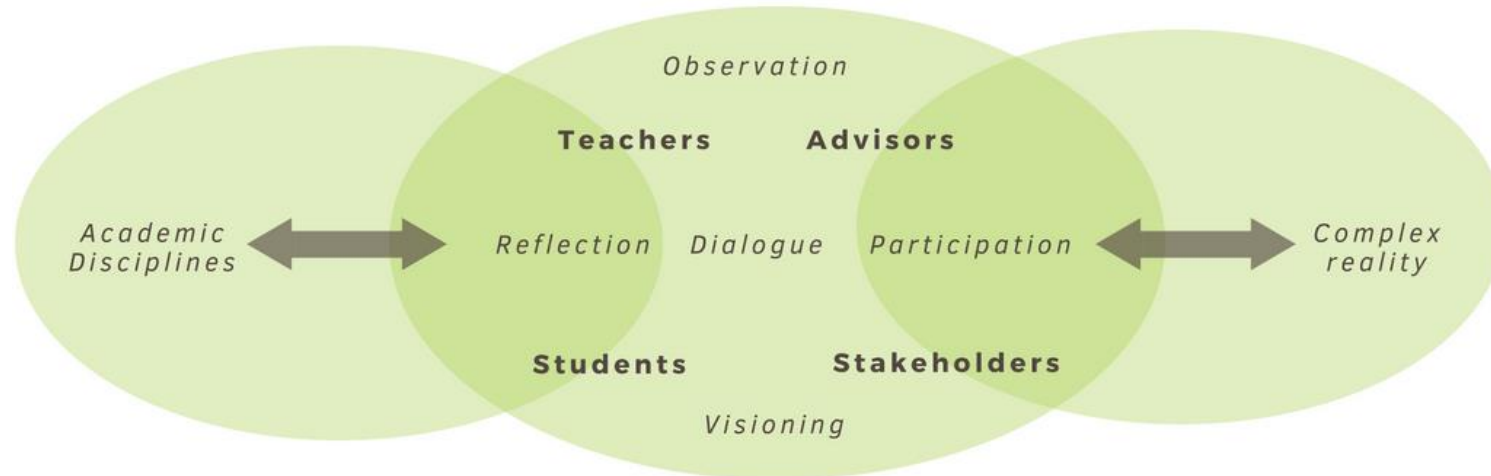 Observation
Teachers Advisors
Academic
Disciplines
Reflection Dialogue Participation
Complex
reality
Students Stakeholders
Visioning